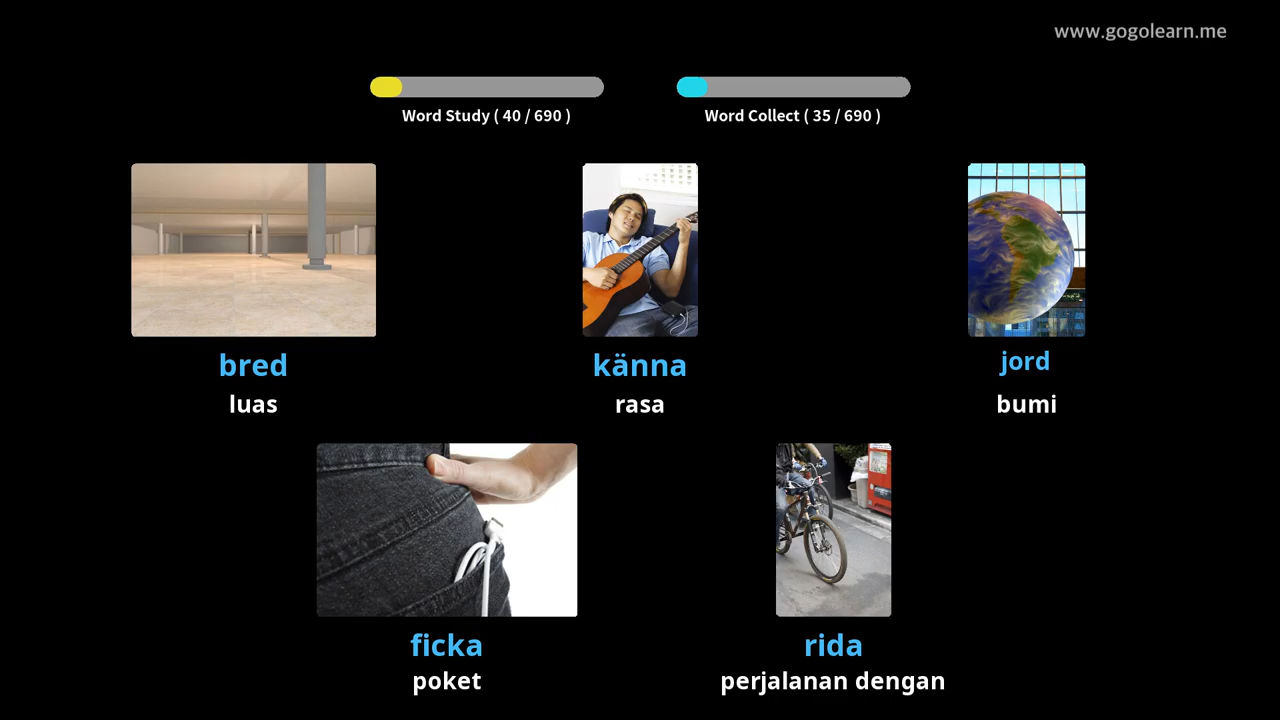 www.gogolearn.me
Word Study ( 40 / 690 )
Word Collect ( 35 / 690 )
bred
luas
känna
rasa
jord
bumi
ficka
poket
rida
perjalanan dengan